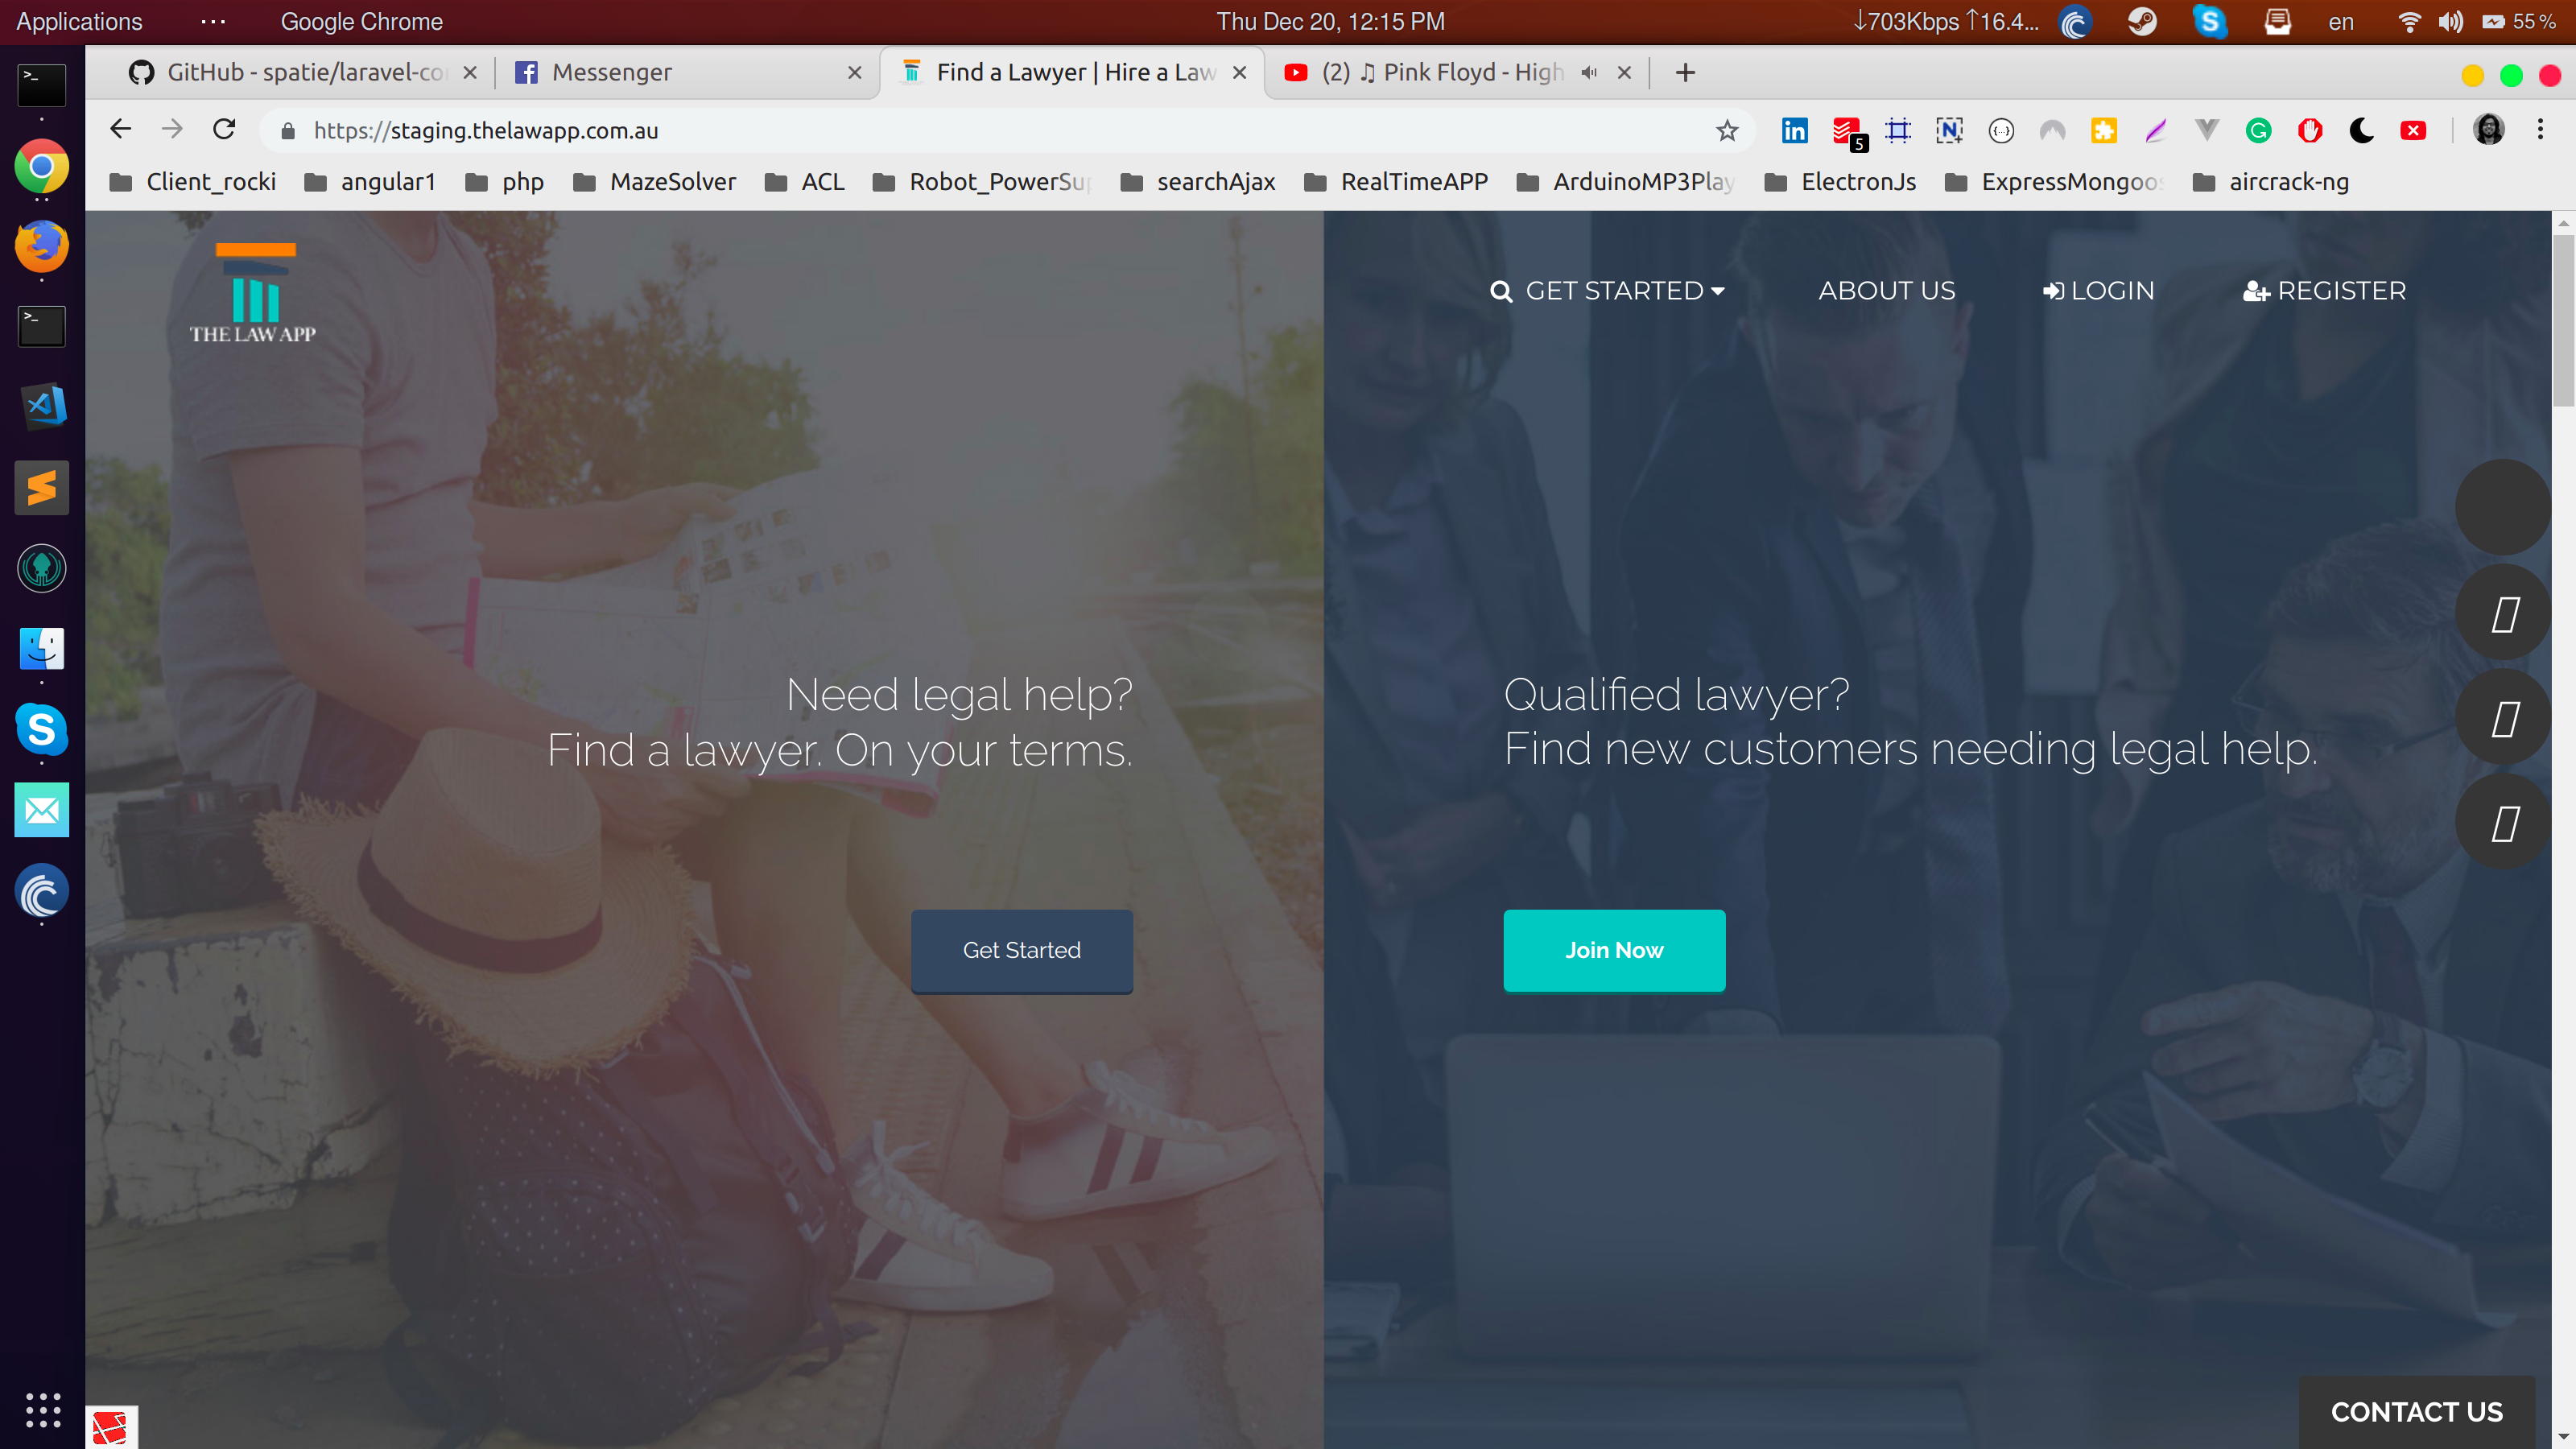 Applications ... Google Chrome Thu Dec 20, 12:15 PM ↓703Kbps ↑16.4... en 55 %
GitHub - spatie/laravel-co Messenger Find a Lawyer | Hire a Law (2) ♫ Pink Floyd - High
https://staging.thelawapp.com.au 5
Client_rocki angular1 php MazeSolver ACL Robot_PowerSup searchAjax RealTimeAPP ArduinoMP3Play ElectronJs ExpressMongoos aircrack-ng
THE LAW APP
GET STARTED ABOUT US LOGIN REGISTER
Need legal help?
Find a lawyer. On your terms.
Get Started
Qualified lawyer?
Find new customers needing legal help.
Join Now
CONTACT US